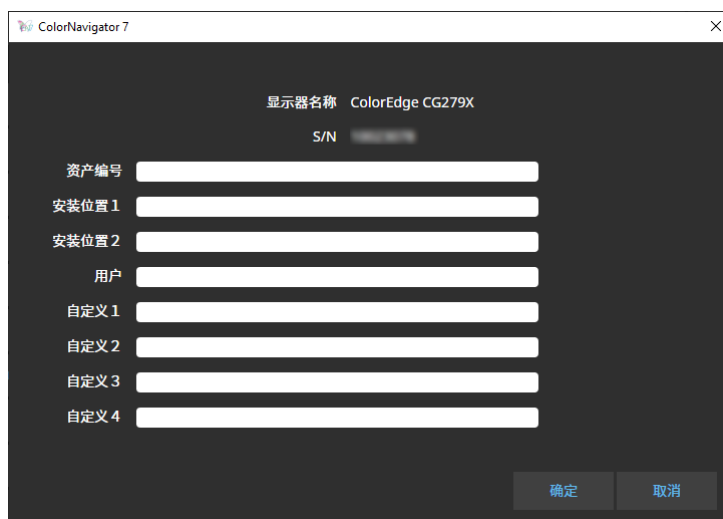 ColorNavigator 7
显示器名称 ColorEdge CG279X
S/N
资产编号
安装位置1
安装位置2
用户
自定义1
自定义2
自定义3
自定义4
确定 取消